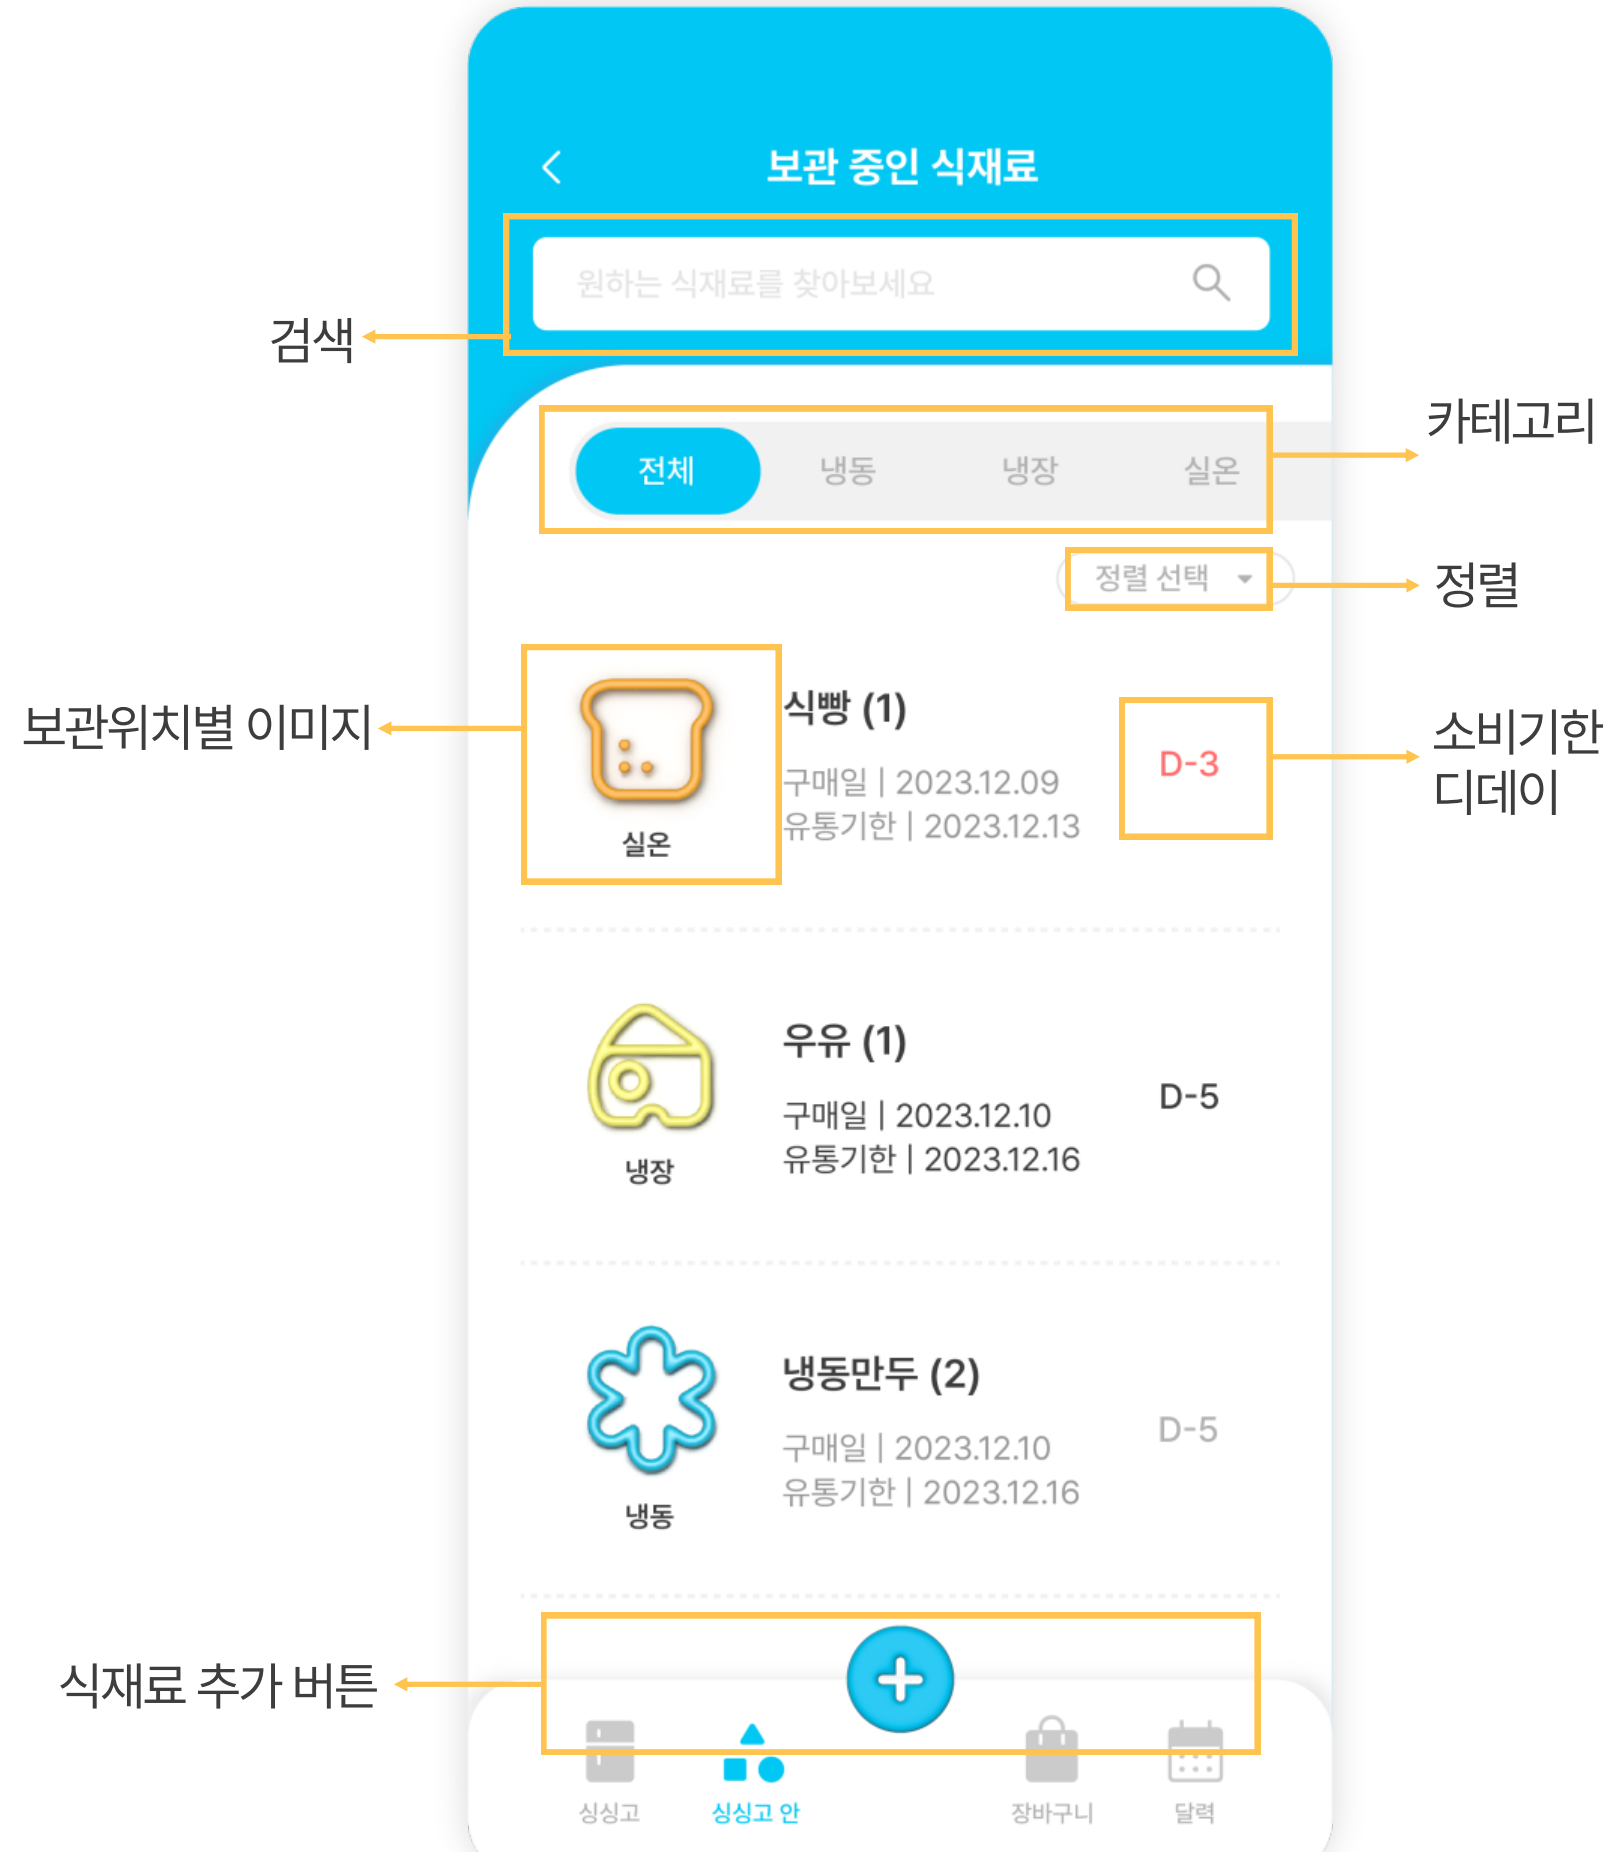 보관 중인 식재료
원하는 식재료를 찾아보세요
검색
카테고리
전체 냉동 냉장 실온
정렬 선택
정렬
보관위치별 이미지
실온
식빵 (1)
구매일 | 2023.12.09
유통기한 | 2023.12.13
D-3
소비기한
디데이
냉장
우유 (1)
구매일 | 2023.12.10
유통기한 | 2023.12.16
D-5
냉동
냉동만두 (2)
구매일 | 2023.12.10
유통기한 | 2023.12.16
D-5
식재료 추가 버튼
싱싱고 싱싱고 안 장바구니 달력